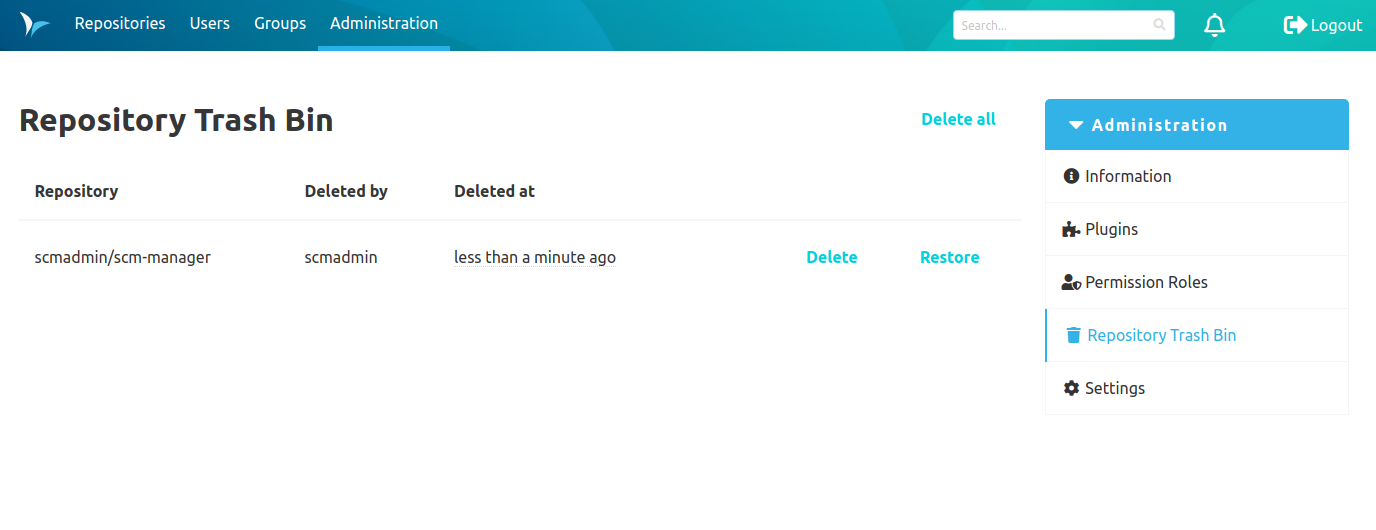 Repositories Users Groups Administration Search... Logout
Repository Trash Bin Delete all
Repository Deleted by Deleted at
scmadmin/scm-manager scmadmin less than a minute ago Delete Restore
Administration
Information
Plugins
Permission Roles
Repository Trash Bin
Settings